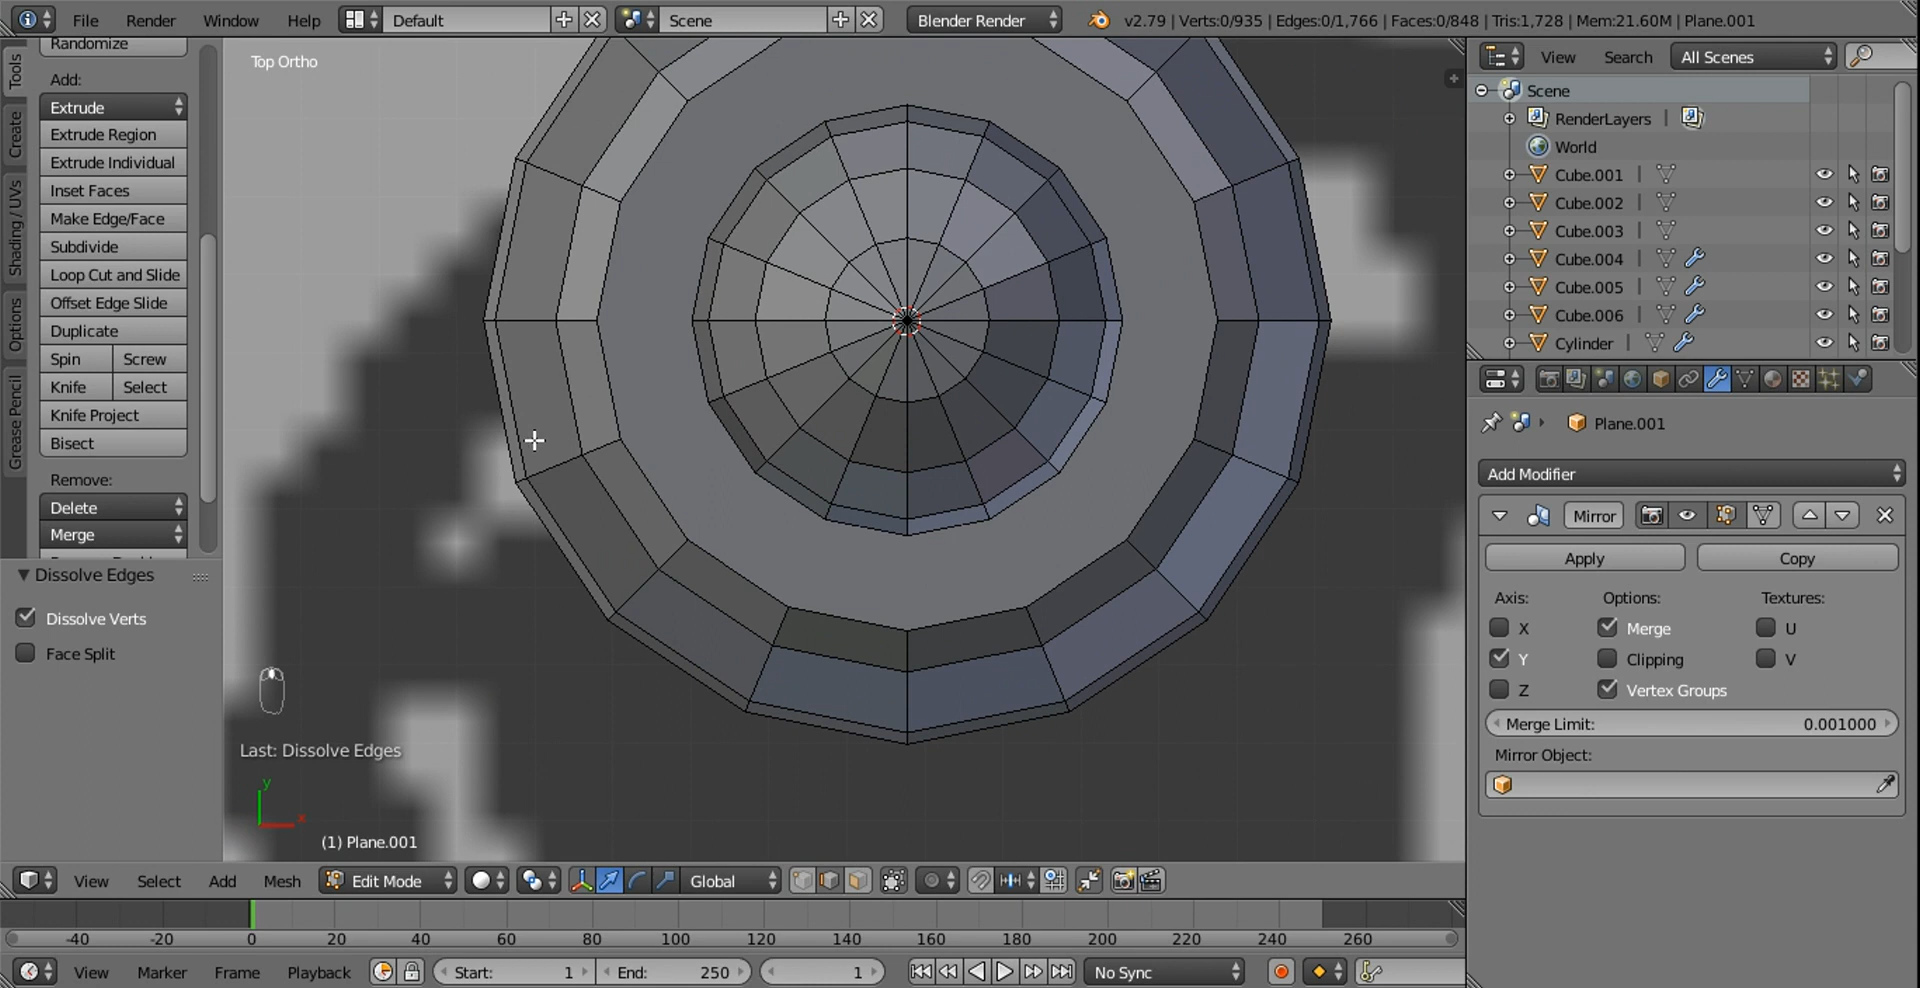 File Render Window Help Default Scene Blender Render v2.79 | Verts:0/935 | Edges:0/1,766 | Faces:0/848 | Tris:1,728 | Mem:21.60M | Plane.001
Tools
Create
Shading / UVs
Options
Grease Pencil
Randomize
Add:
Extrude
Extrude Region
Extrude Individual
Inset Faces
Make Edge/Face
Subdivide
Loop Cut and Slide
Offset Edge Slide
Duplicate
Spin Screw
Knife Select
Knife Project
Bisect
Remove:
Delete
Merge
Dissolve Edges
Dissolve Verts
Face Split
Top Ortho
Last: Dissolve Edges
y
x
(1) Plane.001
View Search All Scenes
Scene
RenderLayers |
World
Cube.001 |
Cube.002 |
Cube.003 |
Cube.004 |
Cube.005 |
Cube.006 |
Cylinder |
Plane.001
Add Modifier
Mirror
Apply Copy
Axis: Options: Textures:
X Merge U
Y Clipping V
Z Vertex Groups
Merge Limit: 0.001000
Mirror Object:
View Select Add Mesh Edit Mode Global
-40 -20 0 20 40 60 80 100 120 140 160 180 200 220 240 260
View Marker Frame Playback Start: 1 End: 250 1 No Sync